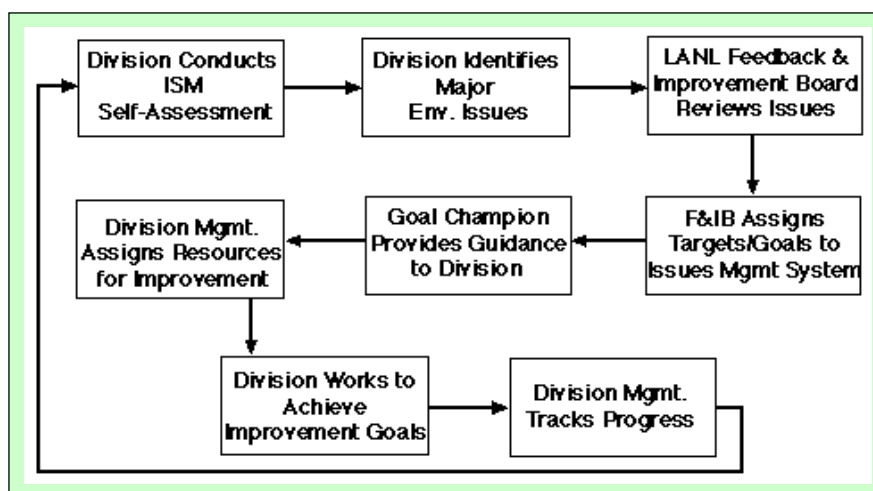 Division Conducts
ISM
Self-Assessment
Division Identifies
Major
Env. Issues
LANL Feedback &
Improvement Board
Reviews Issues
F&IB Assigns
Targets/Goals to
Issues Mgmt System
Goal Champion
Provides Guidance
to Division
Division Mgmt.
Assigns Resources
for Improvement
Division Works to
Achieve
Improvement Goals
Division Mgmt.
Tracks Progress